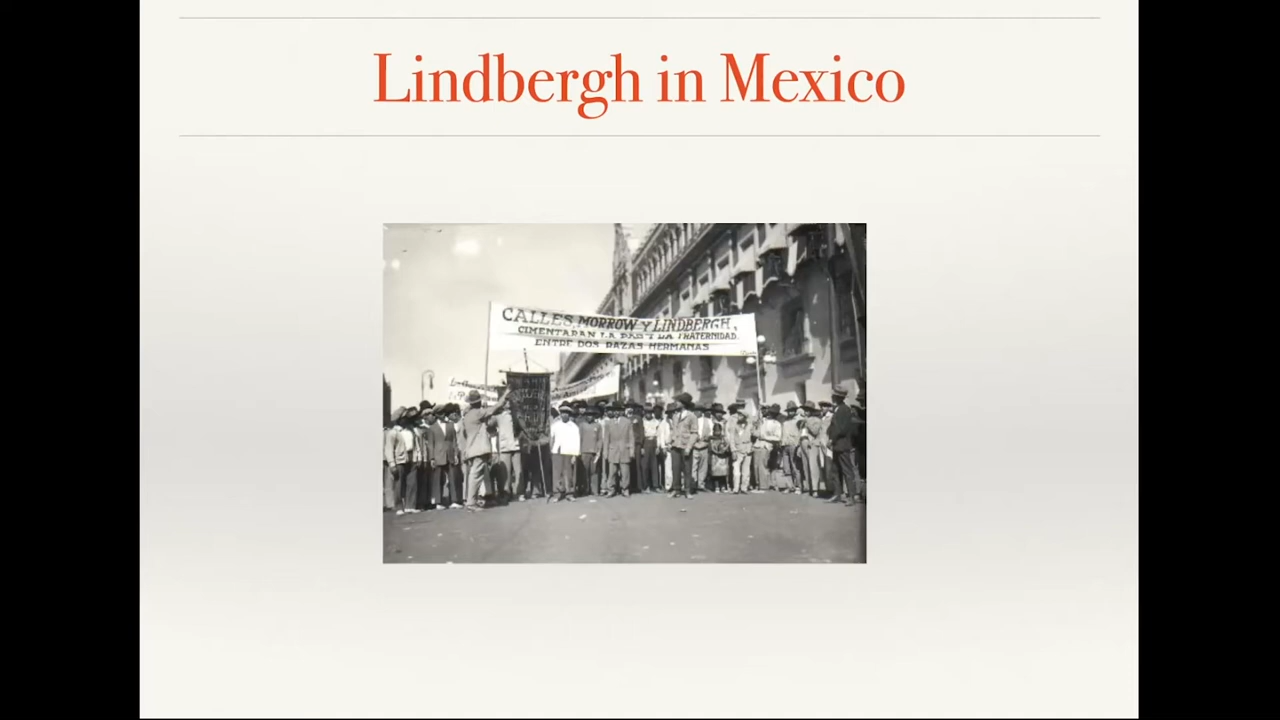 Lindbergh in Mexico
CALLES, MORROW Y LINDBERGH,
CIMENTARAN LA PAZ Y LA FRATERNIDAD.
ENTRE DOS RAZAS HERMANAS